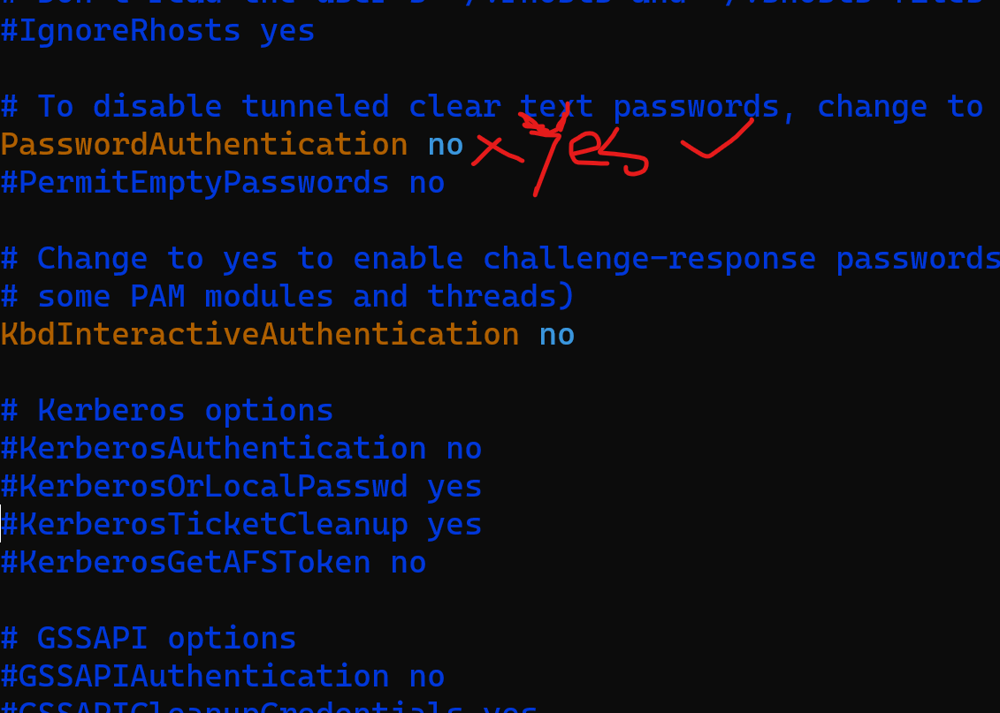 #IgnoreRhosts yes
# To disable tunneled clear text passwords, change to
PasswordAuthentication no yes
#PermitEmptyPasswords no
# Change to yes to enable challenge-response passwords
# some PAM modules and threads)
KbdInteractiveAuthentication no
# Kerberos options
#KerberosAuthentication no
#KerberosOrLocalPasswd yes
#KerberosTicketCleanup yes
#KerberosGetAFSToken no
# GSSAPI options
#GSSAPIAuthentication no
#GSSAPICleanupCredentials yes